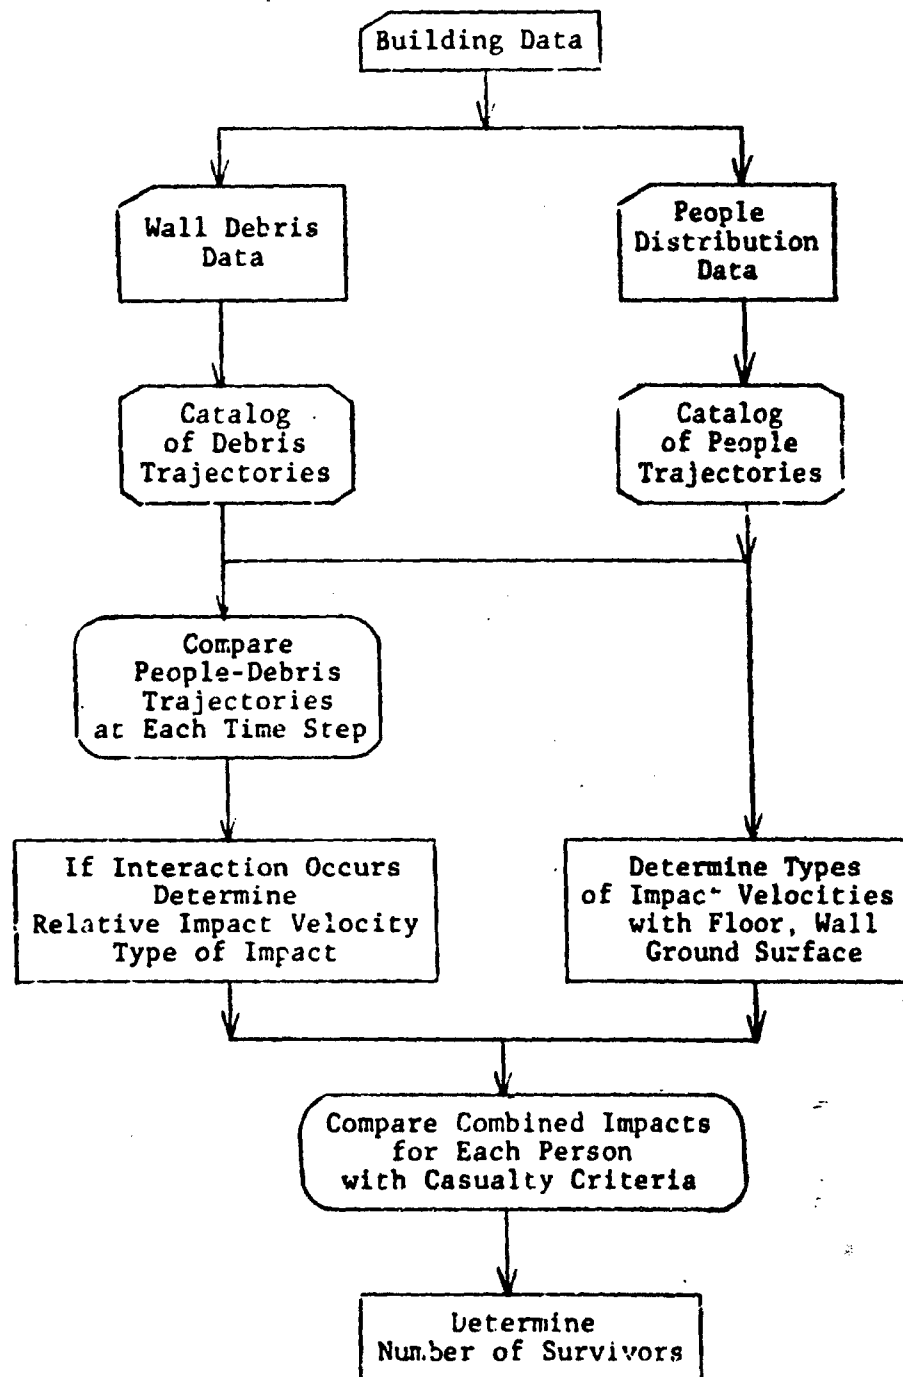 Building Data
Wall Debris
Data
People
Distribution
Data
Catalog
of Debris
Trajectories
Catalog
of People
Trajectories
Compare
People-Debris
Trajectories
at Each Time Step
If Interaction Occurs
Determine
Relative Impact Velocity
Type of Impact
Determine Types
of Impact Velocities
with Floor, Wall
Ground Surface
Compare Combined Impacts
for Each Person
with Casualty Criteria
Determine
Number of Survivors